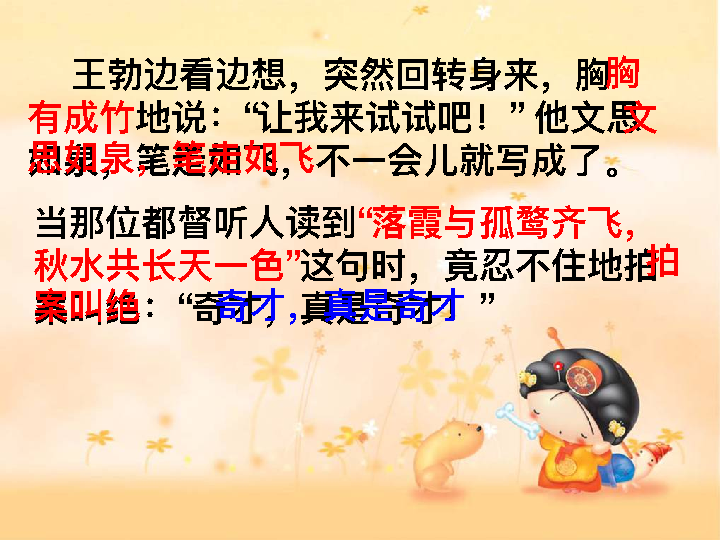 王勃边看边想，突然回转身来，胸
有成竹地说：“让我来试试吧！”他文思
如泉，笔走如飞，不一会儿就写成了。
当那位都督听人读到“落霞与孤鹜齐飞，
秋水共长天一色”这句时，竟忍不住地拍
案叫绝：“奇才，真是奇才！”